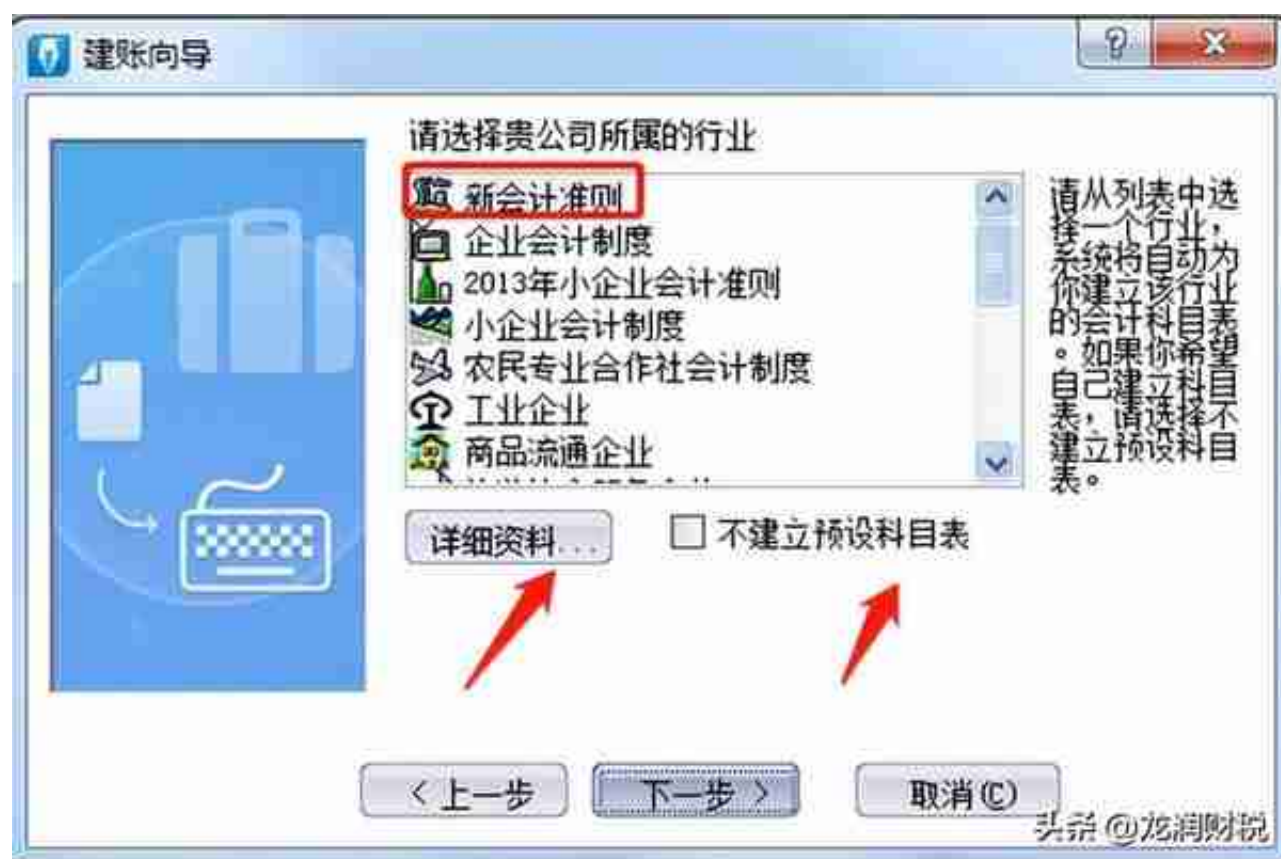 建账向导
请选择贵公司所属的行业
新会计准则
企业会计制度
2013年小企业会计准则
小企业会计制度
农民专业合作社会计制度
工业企业
商品流通企业
请从列表中选
择一个行业，
系统将自动为
你建立该行业
的会计科目表
。如果你希望
自己建立科目
表，请选择不
建立预设科目
表。
详细资料...
不建立预设科目表
<上一步
下一步>
取消(C)
头条 @龙润财税